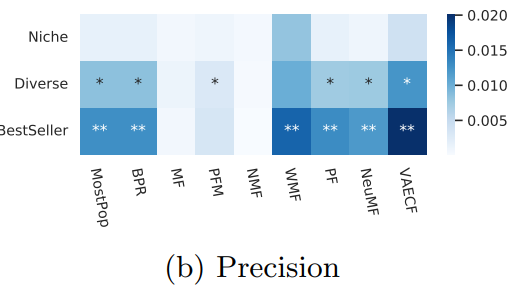 Niche
Diverse
BestSeller
* * * * * *
** ** ** ** ** **
MostPop
BPR
MF
PFM
NMF
WMF
PF
NeuMF
VAECF
0.020
0.015
0.010
0.005
(b) Precision